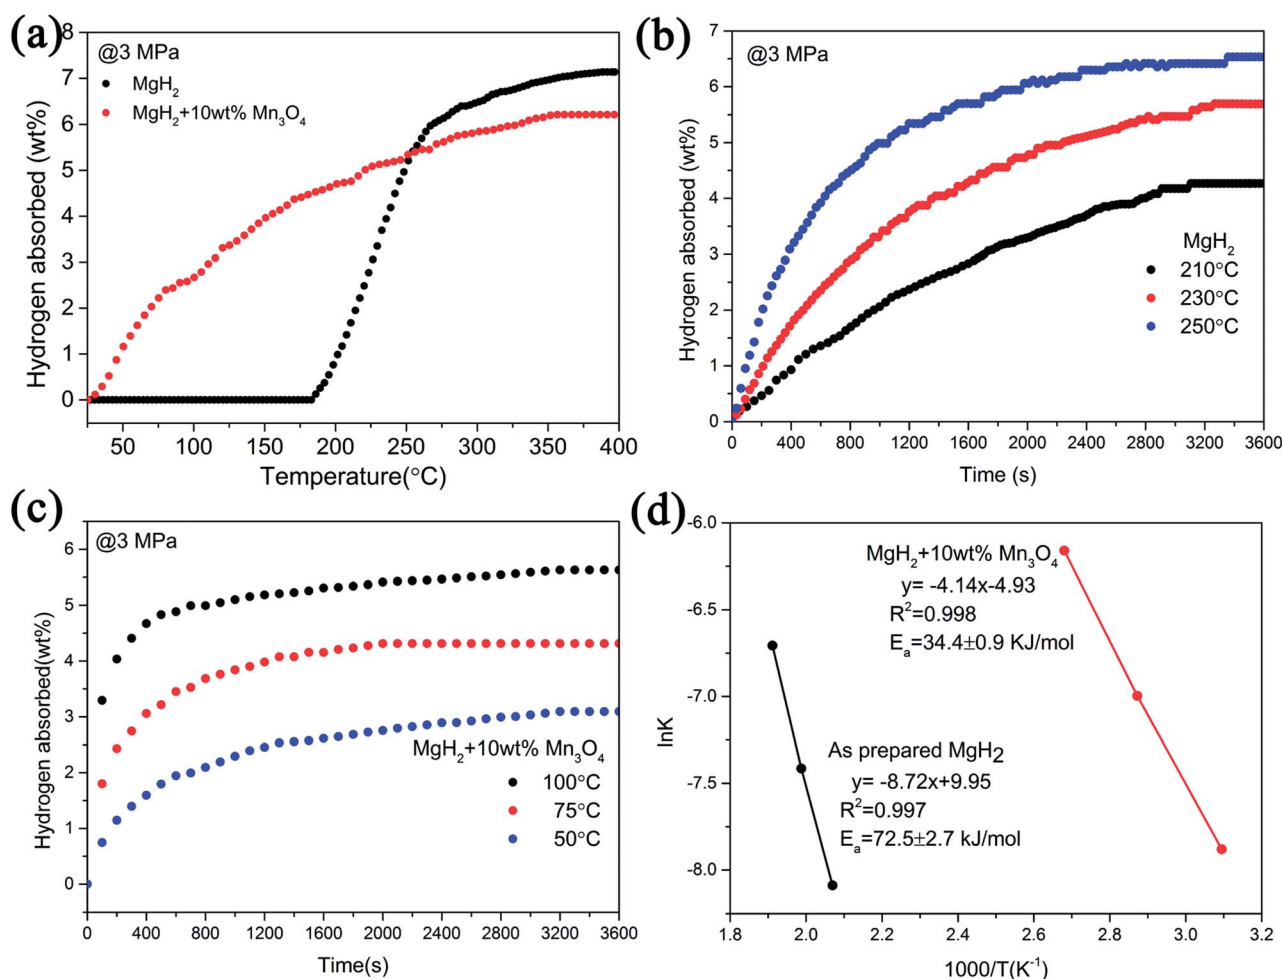 (a)
@3 MPa
MgH2
MgH2+10wt% Mn3O4
Hydrogen absorbed (wt%)
8
7
6
5
4
3
2
1
0
50 100 150 200 250 300 350 400
Temperature(°C)
(b)
@3 MPa
Hydrogen absorbed (wt%)
7
6
5
4
3
2
1
0
MgH2
210°C
230°C
250°C
0 400 800 1200 1600 2000 2400 2800 3200 3600
Time (s)
(c)
@3 MPa
Hydrogen absorbed(wt%)
6
5
4
3
2
1
0
MgH2+10wt% Mn3O4
100°C
75°C
50°C
0 400 800 1200 1600 2000 2400 2800 3200 3600
Time(s)
(d)
lnK
-6.0
-6.5
-7.0
-7.5
-8.0
MgH2+10wt% Mn3O4
y= -4.14x-4.93
R2=0.998
Ea=34.4±0.9 KJ/mol
As prepared MgH2
y= -8.72x+9.95
R2=0.997
Ea=72.5±2.7 kJ/mol
1.8 2.0 2.2 2.4 2.6 2.8 3.0 3.2
1000/T(K-1)